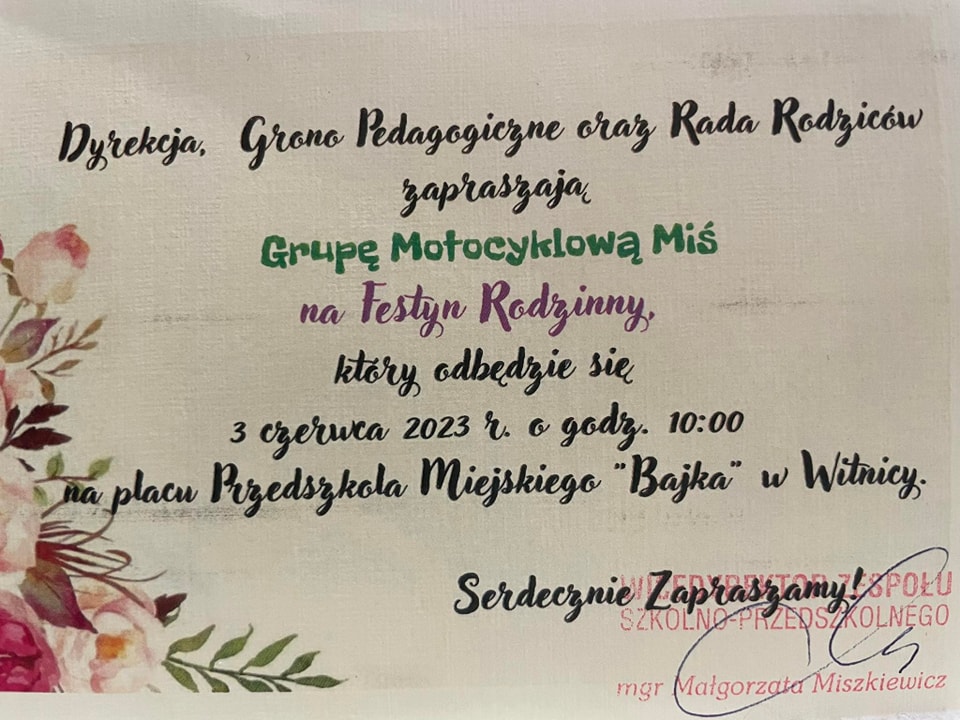 Dyrekcja, Grono Pedagogiczne oraz Rada Rodziców
zapraszają
Grupę Motocyklową Miś
na Festyn Rodzinny,
który odbędzie się
3 czerwca 2023 r. o godz. 10:00
na placu Przedszkola Miejskiego "Bajka" w Witnicy.
Serdecznie Zapraszamy!
WICEDYREKTOR ZESPOŁU
SZKOLNO-PRZEDSZKOLNEGO
mgr Małgorzata Miszkiewicz